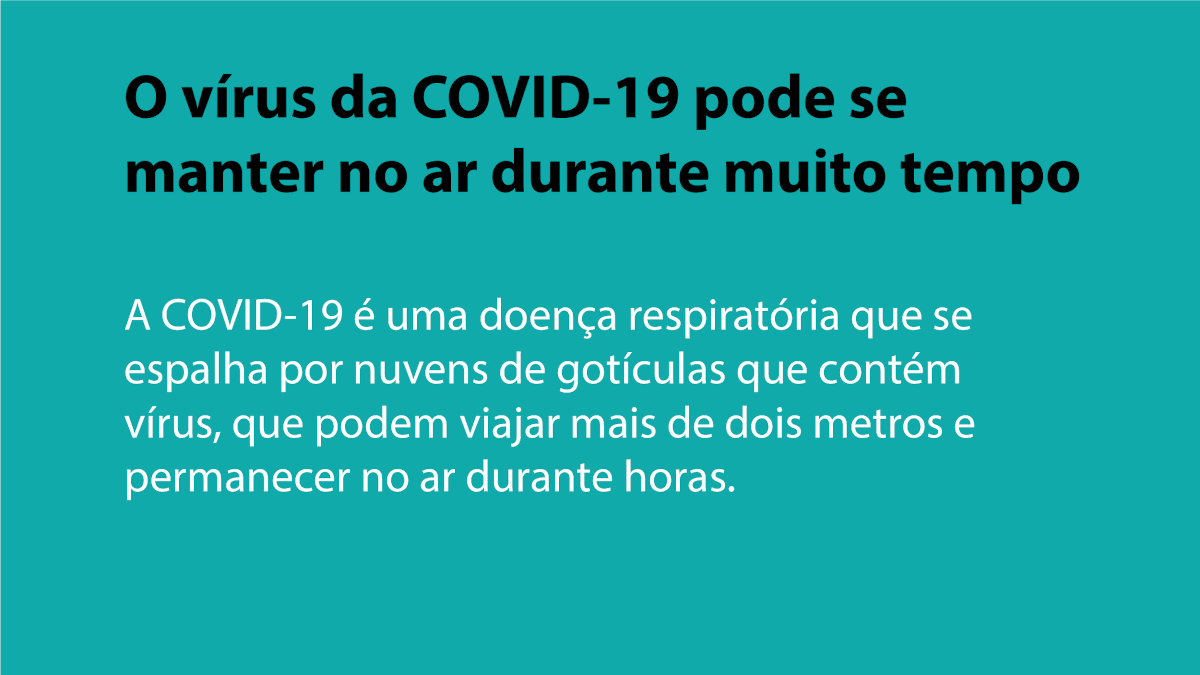 O vírus da COVID-19 pode se
manter no ar durante muito tempo
A COVID-19 é uma doença respiratória que se
espalha por nuvens de gotículas que contém
vírus, que podem viajar mais de dois metros e
permanecer no ar durante horas.